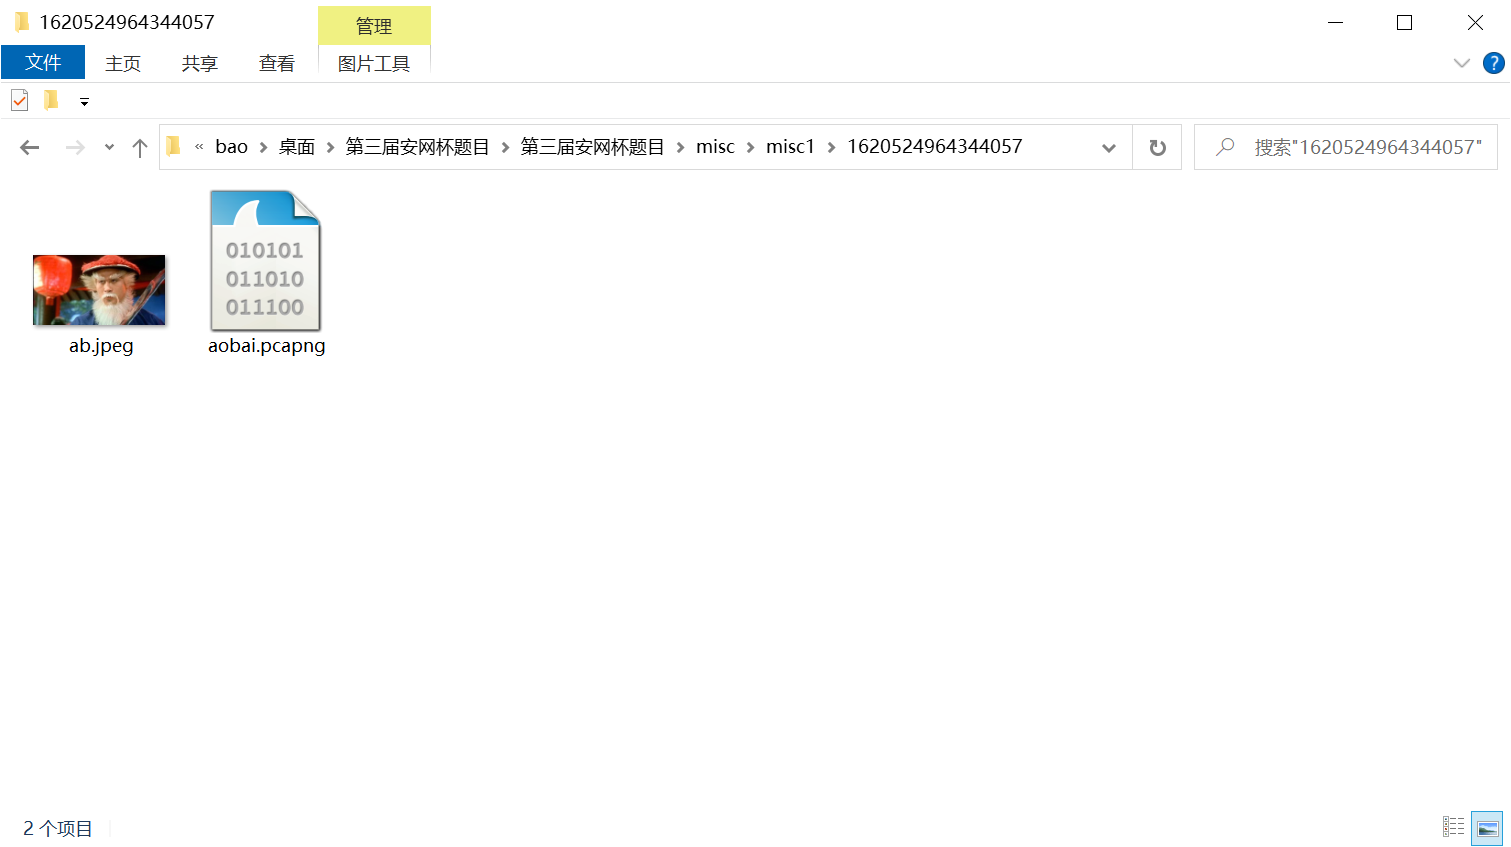 1620524964344057
管理
文件 主页 共享 查看 图片工具
« bao 桌面 第三届安网杯题目 第三届安网杯题目 misc misc1 1620524964344057
搜索"1620524964344057"
010101
011010
011100
ab.jpeg aobai.pcapng
2 个项目